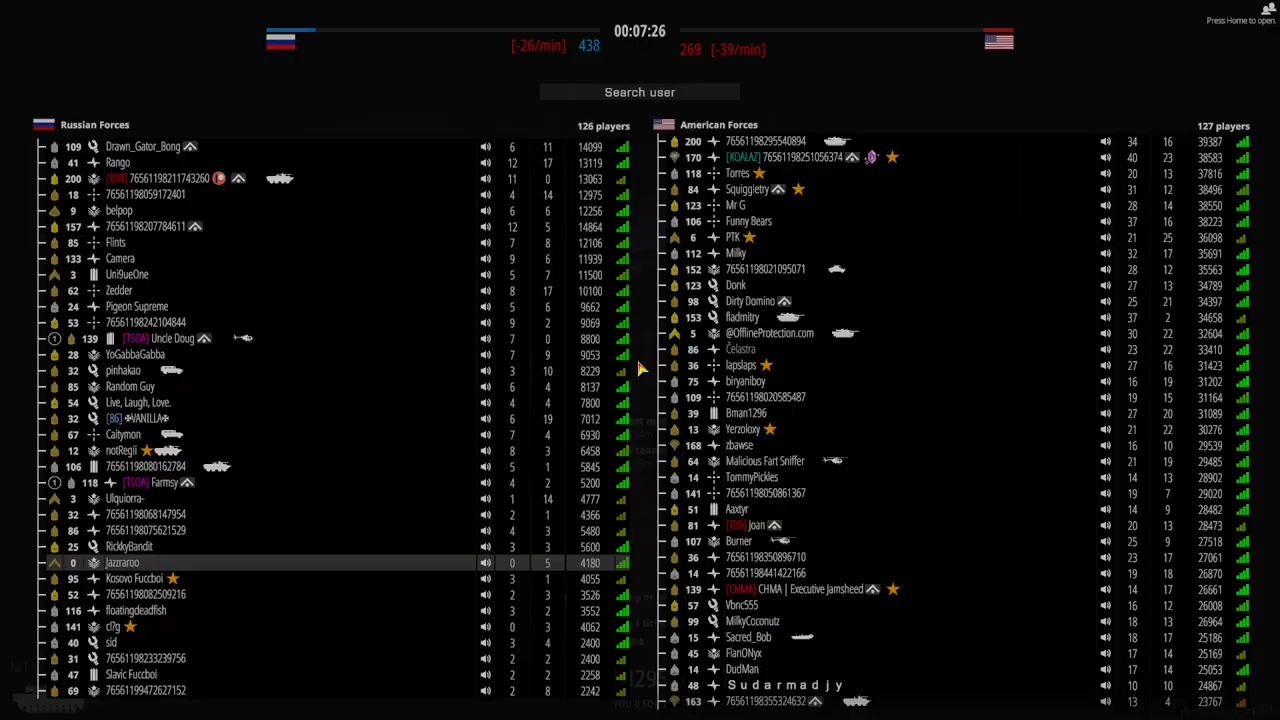 Press Home to open.
00:07:26
[-26/min] 438
269 [-39/min]
Search user
Russian Forces 126 players
109 Drawn_Gator_Bong 6 11 14099
41 Rango 12 17 13119
200 76561198211743260 11 0 13063
18 76561198059172401 4 14 12975
9 belpop 6 6 12256
157 76561198207784611 12 5 14864
85 Flints 7 8 12106
133 Camera 9 6 11939
3 Uni9ueOne 5 7 11500
62 Zedder 8 17 10100
24 Pigeon Supreme 5 6 9662
53 76561198242104844 9 2 9069
1 139 [TSOA] Uncle Doug 7 0 8800
28 YoGabbaGabba 7 9 9053
32 pinhakao 3 10 8229
85 Random Guy 6 4 8137
54 Live, Laugh, Love. 4 4 7800
32 [86] ✠VANILLA✠ 6 19 7012
67 Caitymon 7 4 6930
12 notRegii 8 3 6458
106 76561198080162784 5 1 5845
1 118 [TSOA] Farmsy 4 2 5200
3 Ulquiorra- 1 14 4777
32 76561198068147954 2 1 4366
86 76561198075621529 4 3 5480
25 RickkyBandit 3 3 5600
0 Jazzraroo 0 5 4180
95 Kosovo Fuccboi 3 1 4055
52 76561198082509216 2 3 3526
116 floatingdeadfish 3 2 3552
141 cl?g 0 3 4062
40 sid 3 4 2400
31 76561198233239756 2 2 2400
47 Slavic Fuccboi 2 2 2258
69 76561199472627152 2 8 2242
American Forces 127 players
200 76561198295540894 34 16 39387
170 [KOALAZ] 76561198251056374 40 23 38583
118 Torres 20 13 37816
84 Squiggletry 31 12 38496
123 Mr G 28 14 38550
106 Funny Bears 37 16 38223
6 PTK 21 25 36098
112 Milky 32 17 35691
152 76561198021095071 28 12 35563
123 Donk 27 13 34789
98 Dirty Domino 25 21 34397
153 fladmitry 37 2 34658
5 @OfflineProtection.com 30 22 32604
86 Čelastra 23 22 33410
36 lapslaps 27 16 31423
75 biryaniboy 16 19 31202
109 76561198020585487 19 15 31164
39 Bman1296 27 20 31089
13 Yerzoloxy 21 22 30276
168 zbawse 16 10 29539
64 Malicious Fart Sniffer 21 19 29485
14 TommyPickles 14 13 28902
141 76561198050861367 19 7 29020
51 Aaxtyr 14 9 28482
81 Joan 20 13 28473
107 Burner 25 9 27518
36 76561198350896710 23 17 27061
14 76561198441422166 19 18 26870
139 [CHMA] CHMA | Executive Jamsheed 14 17 26661
57 Vbnc555 16 12 26008
99 MilkyCoconutz 18 13 26964
15 Sacred_Bob 18 17 25186
45 FlanONyx 17 14 25169
14 DudMan 17 14 25053
48 Sudarmadjy 10 10 24867
163 76561198355324632 13 4 23767